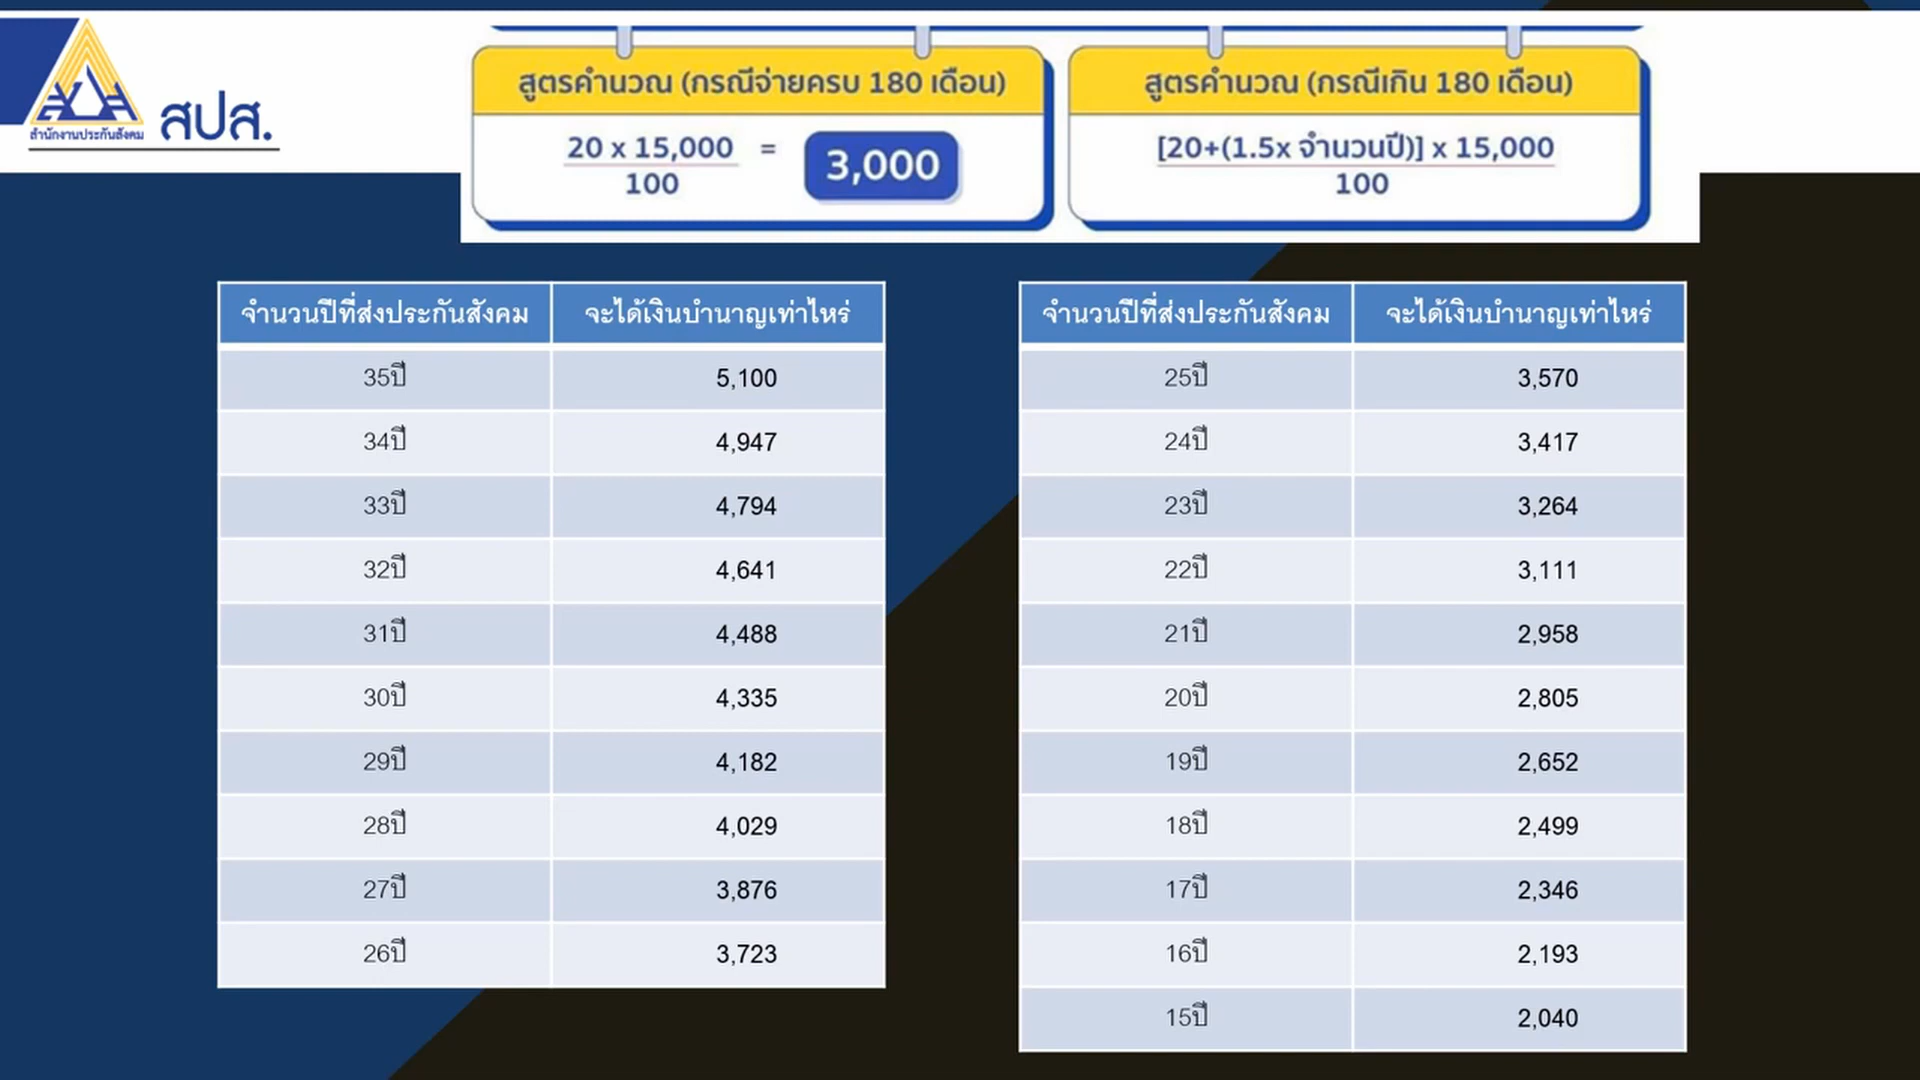 สำนักงานประกันสังคม
สปส.
สูตรคำนวณ (กรณีจ่ายครบ 180 เดือน)
20 x 15,000
100
= 3,000
สูตรคำนวณ (กรณีเกิน 180 เดือน)
[20+(1.5x จำนวนปี)] x 15,000
100
จำนวนปีที่ส่งประกันสังคม จะได้เงินบำนาญเท่าไหร่
35ปี 5,100
34ปี 4,947
33ปี 4,794
32ปี 4,641
31ปี 4,488
30ปี 4,335
29ปี 4,182
28ปี 4,029
27ปี 3,876
26ปี 3,723
จำนวนปีที่ส่งประกันสังคม จะได้เงินบำนาญเท่าไหร่
25ปี 3,570
24ปี 3,417
23ปี 3,264
22ปี 3,111
21ปี 2,958
20ปี 2,805
19ปี 2,652
18ปี 2,499
17ปี 2,346
16ปี 2,193
15ปี 2,040